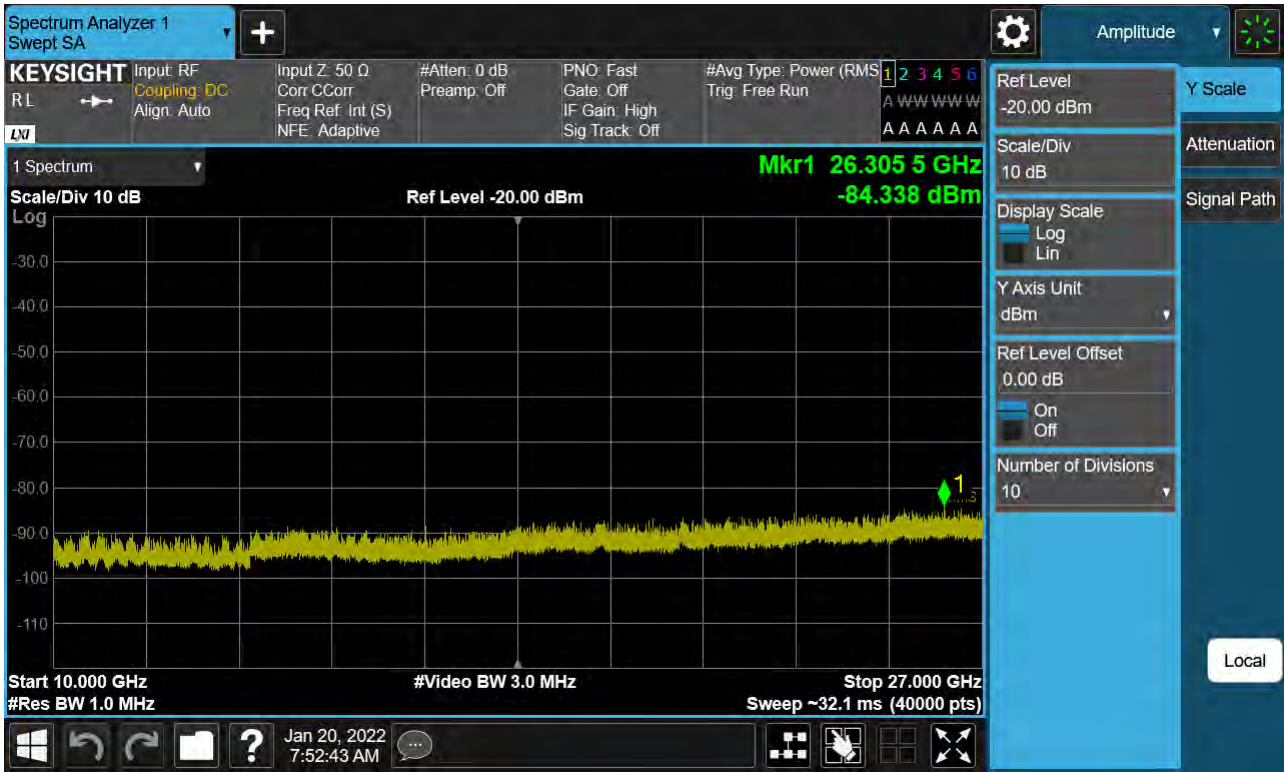 Spectrum Analyzer 1
Swept SA
Amplitude
KEYSIGHT
RL
LXI
Input: RF
Coupling: DC
Align: Auto
Input Z: 50 Ω
Corr CCorr
Freq Ref: Int (S)
NFE: Adaptive
#Atten: 0 dB
Preamp: Off
PNO: Fast
Gate: Off
IF Gain: High
Sig Track: Off
#Avg Type: Power (RMS
Trig: Free Run
1 2 3 4 5 6
A W W W W W
A A A A A A
1 Spectrum
Mkr1 26.305 5 GHz
-84.338 dBm
Scale/Div 10 dB
Ref Level -20.00 dBm
Log
-30.0
-40.0
-50.0
-60.0
-70.0
-80.0
-90.0
-100
-110
1
Start 10.000 GHz
#Video BW 3.0 MHz
Stop 27.000 GHz
#Res BW 1.0 MHz
Sweep ~32.1 ms (40000 pts)
?
Jan 20, 2022
7:52:43 AM
Ref Level
-20.00 dBm
Scale/Div
10 dB
Display Scale
Log
Lin
Y Axis Unit
dBm
Ref Level Offset
0.00 dB
On
Off
Number of Divisions
10
Y Scale
Attenuation
Signal Path
Local